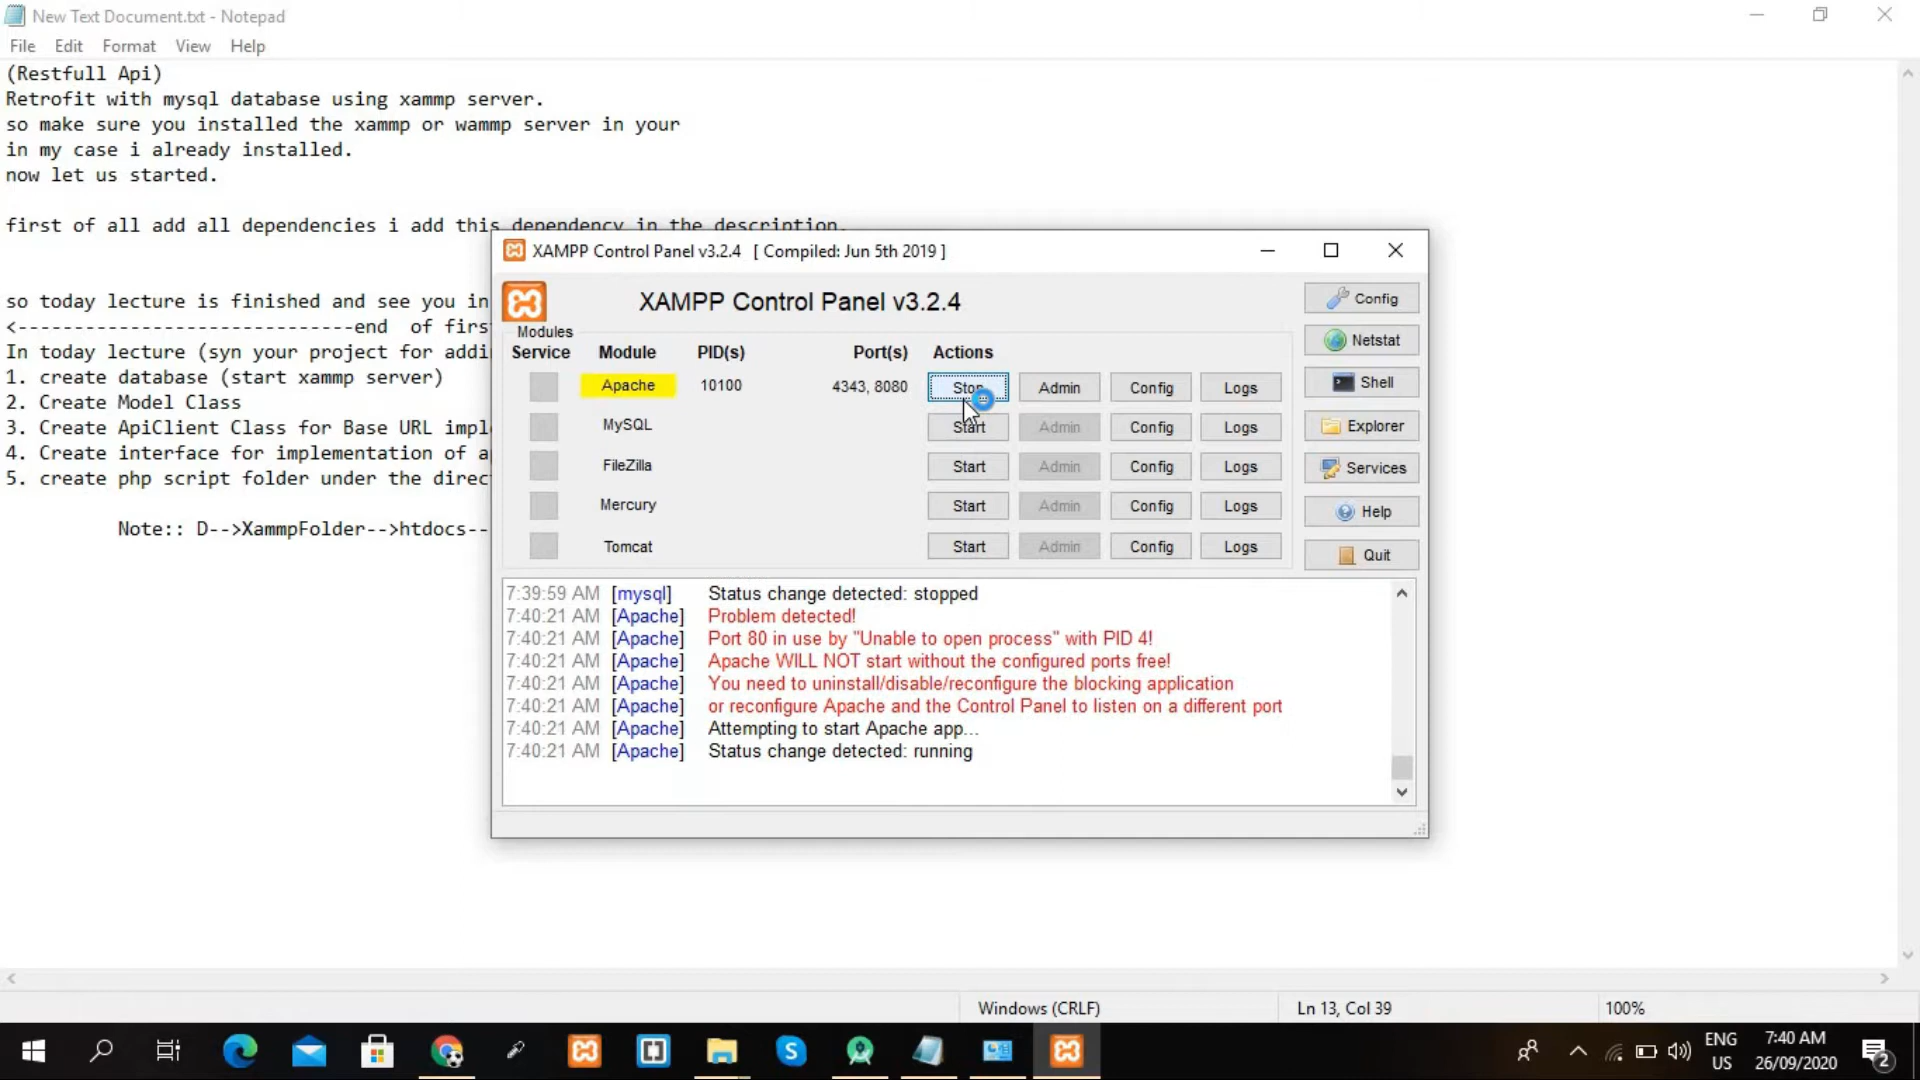 New Text Document.txt - Notepad
File Edit Format View Help
(Restfull Api)
Retrofit with mysql database using xammp server.
so make sure you installed the xammp or wammp server in your
in my case i already installed.
now let us started.
first of all add all dependencies i add this dependency in the description.
so today lecture is finished and see you in
<-----------------------------end of firs
In today lecture (syn your project for addi
1. create database (start xammp server)
2. Create Model Class
3. Create ApiClient Class for Base URL impl
4. Create interface for implementation of a
5. create php script folder under the direc
Note:: D-->XammpFolder-->htdocs--
XAMPP Control Panel v3.2.4 [ Compiled: Jun 5th 2019 ]
XAMPP Control Panel v3.2.4
Config
Modules
Netstat
Service Module PID(s) Port(s) Actions
Apache 10100 4343, 8080 Stop Admin Config Logs
Shell
MySQL Start Admin Config Logs
Explorer
FileZilla Start Admin Config Logs
Services
Mercury Start Admin Config Logs
Help
Tomcat Start Admin Config Logs
Quit
7:39:59 AM [mysql] Status change detected: stopped
7:40:21 AM [Apache] Problem detected!
7:40:21 AM [Apache] Port 80 in use by "Unable to open process" with PID 4!
7:40:21 AM [Apache] Apache WILL NOT start without the configured ports free!
7:40:21 AM [Apache] You need to uninstall/disable/reconfigure the blocking application
7:40:21 AM [Apache] or reconfigure Apache and the Control Panel to listen on a different port
7:40:21 AM [Apache] Attempting to start Apache app...
7:40:21 AM [Apache] Status change detected: running
Windows (CRLF) Ln 13, Col 39 100%
ENG
US
7:40 AM
26/09/2020
2